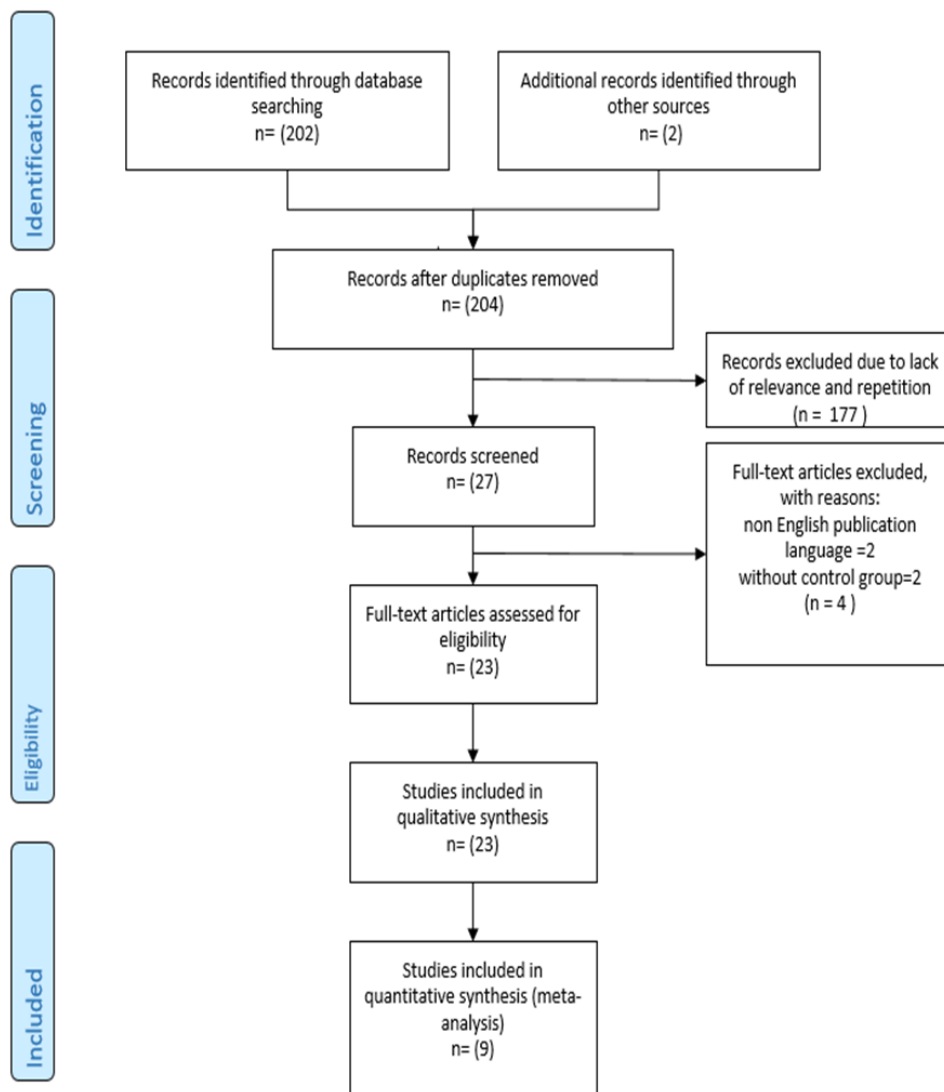 Identification
Records identified through database
searching
n= (202)
Additional records identified through
other sources
n= (2)
Records after duplicates removed
n= (204)
Screening
Records excluded due to lack
of relevance and repetition
(n = 177 )
Records screened
n= (27)
Full-text articles excluded,
with reasons:
non English publication
language =2
without control group=2
(n = 4 )
Eligibility
Full-text articles assessed for
eligibility
n= (23)
Studies included in
qualitative synthesis
n= (23)
Included
Studies included in
quantitative synthesis (meta-
analysis)
n= (9)